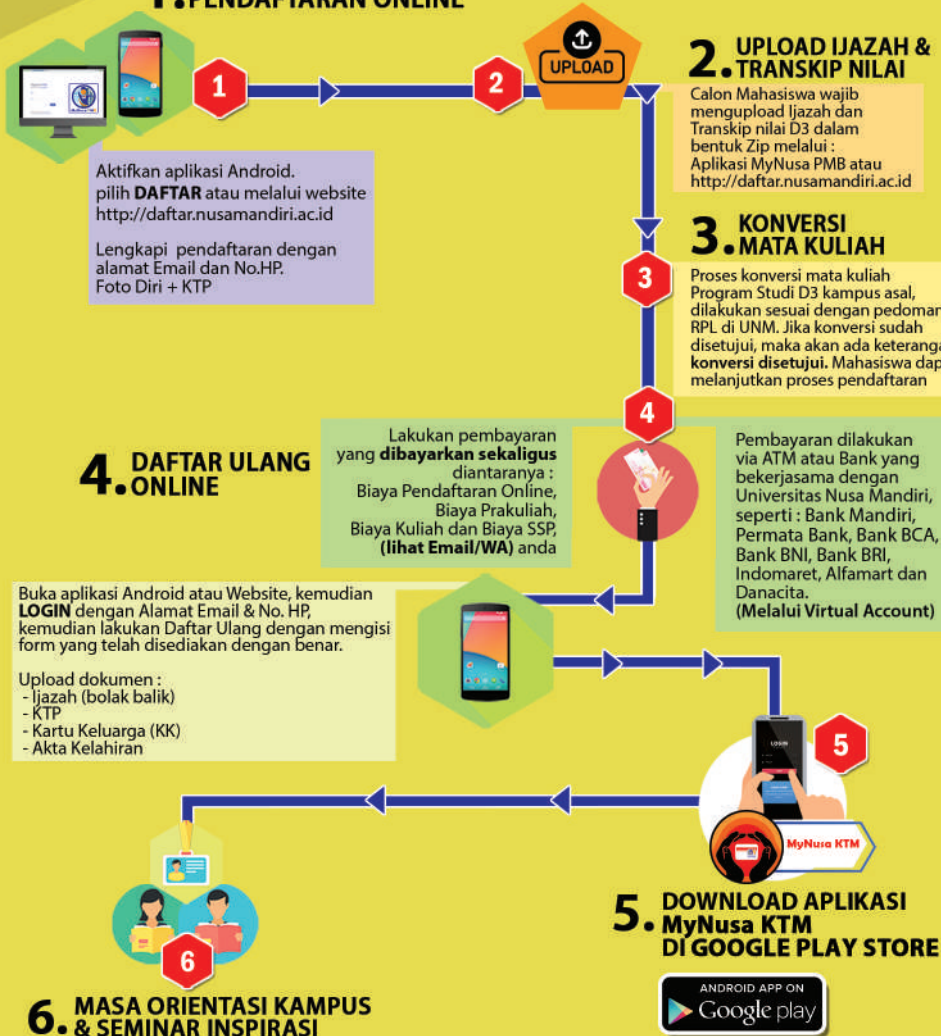 1. PENDAFTARAN ONLINE
1
Aktifkan aplikasi Android.
pilih DAFTAR atau melalui website
http://daftar.nusamandiri.ac.id
Lengkapi pendaftaran dengan
alamat Email dan No.HP.
Foto Diri + KTP
2
UPLOAD
2. UPLOAD IJAZAH &
TRANSKIP NILAI
Calon Mahasiswa wajib
mengupload Ijazah dan
Transkip nilai D3 dalam
bentuk Zip melalui :
Aplikasi MyNusa PMB atau
http://daftar.nusamandiri.ac.id
3
3. KONVERSI
MATA KULIAH
Proses konversi mata kuliah
Program Studi D3 kampus asal,
dilakukan sesuai dengan pedoman
RPL di UNM. Jika konversi sudah
disetujui, maka akan ada keteranga
konversi disetujui. Mahasiswa dap
melanjutkan proses pendaftaran
4
4. DAFTAR ULANG
ONLINE
Lakukan pembayaran
yang dibayarkan sekaligus
diantaranya :
Biaya Pendaftaran Online,
Biaya Prakuliah,
Biaya Kuliah dan Biaya SSP,
(lihat Email/WA) anda
Pembayaran dilakukan
via ATM atau Bank yang
bekerjasama dengan
Universitas Nusa Mandiri,
seperti : Bank Mandiri,
Permata Bank, Bank BCA,
Bank BNI, Bank BRI,
Indomaret, Alfamart dan
Danacita.
(Melalui Virtual Account)
Buka aplikasi Android atau Website, kemudian
LOGIN dengan Alamat Email & No. HP,
kemudian lakukan Daftar Ulang dengan mengisi
form yang telah disediakan dengan benar.
Upload dokumen :
- Ijazah (bolak balik)
- KTP
- Kartu Keluarga (KK)
- Akta Kelahiran
LOGIN
5
MyNusa KTM
5. DOWNLOAD APLIKASI
MyNusa KTM
DI GOOGLE PLAY STORE
ANDROID APP ON
Google play
6
6. MASA ORIENTASI KAMPUS
& SEMINAR INSPIRASI